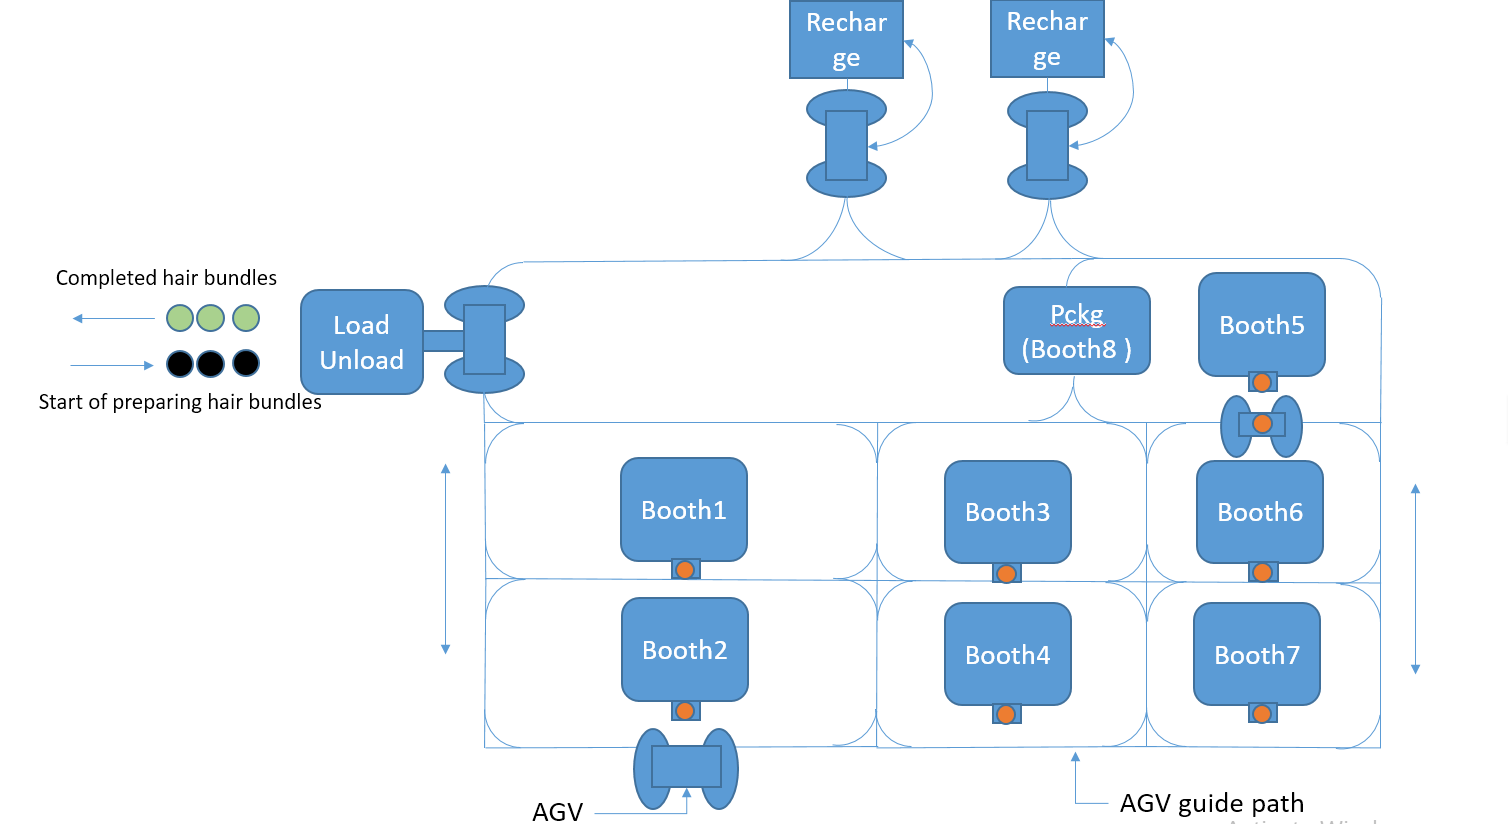 Rechar
ge
Rechar
ge
Completed hair bundles
Load
Unload
Start of preparing hair bundles
Pckg
(Booth8 )
Booth5
Booth1
Booth3
Booth6
Booth2
Booth4
Booth7
AGV
AGV guide path